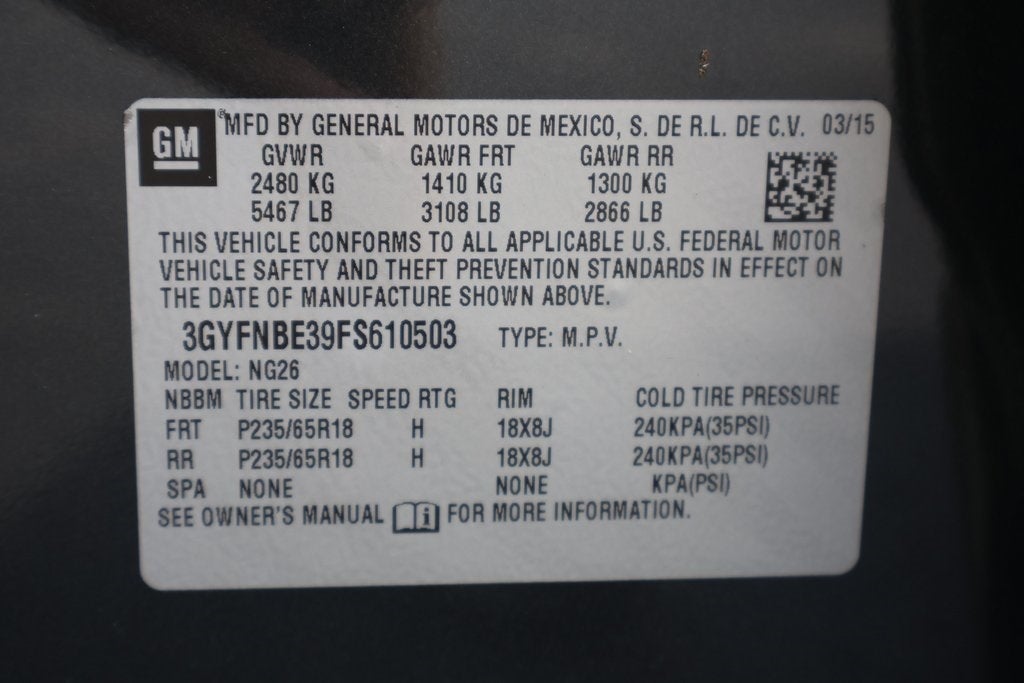 GM ® MFD BY GENERAL MOTORS DE MEXICO, S. DE R.L. DE C.V. 03/15
GVWR GAWR FRT GAWR RR
2480 KG 1410 KG 1300 KG
5467 LB 3108 LB 2866 LB
THIS VEHICLE CONFORMS TO ALL APPLICABLE U.S. FEDERAL MOTOR
VEHICLE SAFETY AND THEFT PREVENTION STANDARDS IN EFFECT ON
THE DATE OF MANUFACTURE SHOWN ABOVE.
3GYFNBE39FS610503 TYPE: M.P.V.
MODEL: NG26
NBBM TIRE SIZE SPEED RTG RIM COLD TIRE PRESSURE
FRT P235/65R18 H 18X8J 240KPA(35PSI)
RR P235/65R18 H 18X8J 240KPA(35PSI)
SPA NONE NONE KPA(PSI)
SEE OWNER'S MANUAL i FOR MORE INFORMATION.